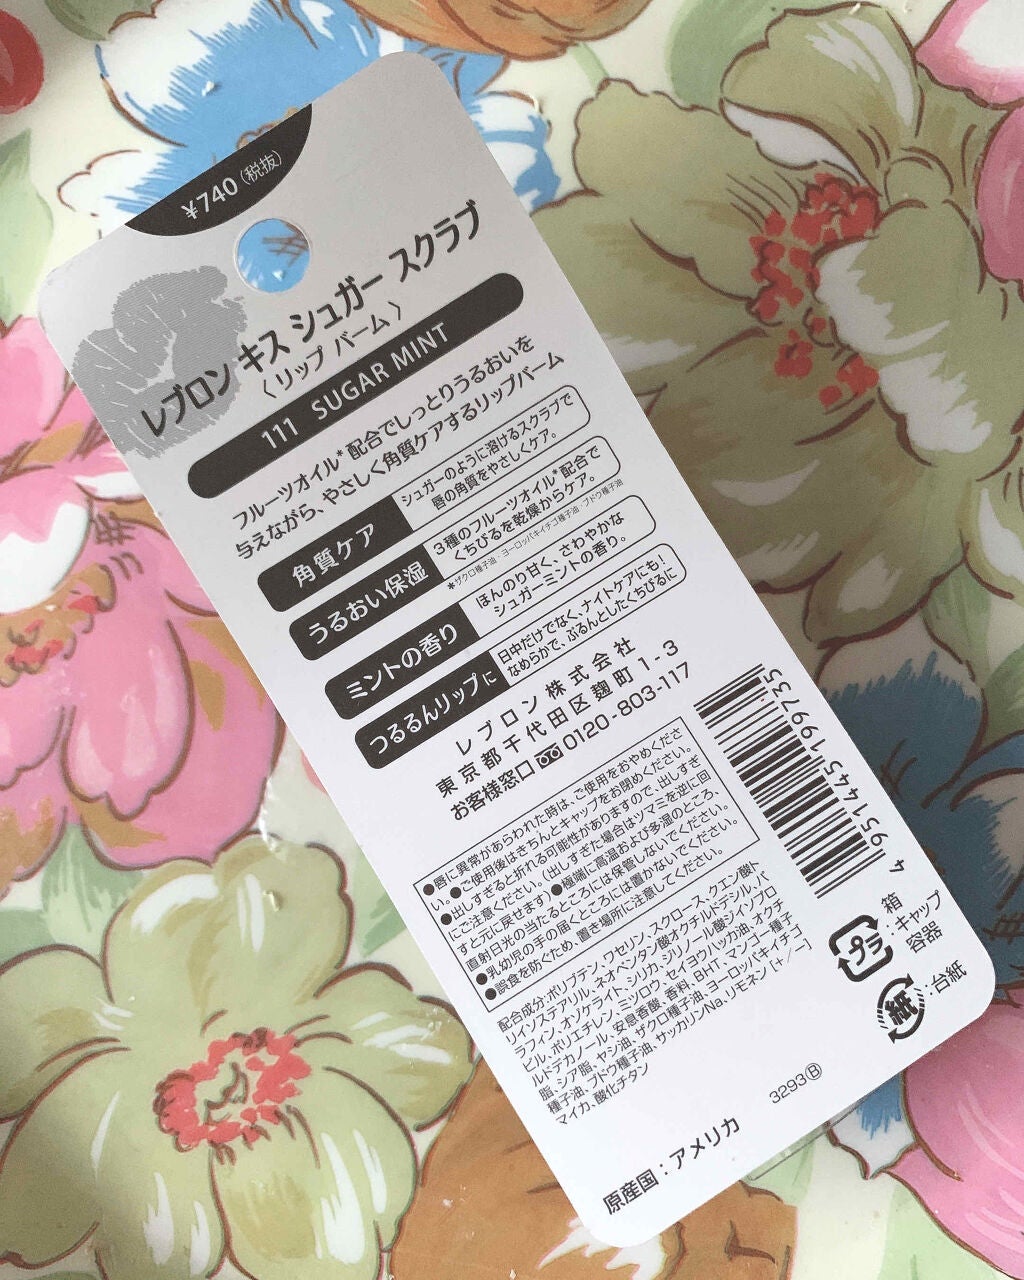 ¥740(税抜)
レブロン キス シュガー スクラブ
〈リップ バーム〉
111 SUGAR MINT
フルーツオイル*配合でしっとりうるおいを
与えながら、やさしく角質ケアするリップバーム
角質ケア
シュガーのように溶けるスクラブで
唇の角質をやさしくケア。
うるおい保湿
3種のフルーツオイル*配合で
くちびるを乾燥からケア。
*ザクロ種子油・ヨーロッパキイチゴ種子油・ブドウ種子油
ミントの香り
ほんのり甘く、さわやかな
シュガーミントの香り。
つるるんリップに
日中だけでなく、ナイトケアにも!
なめらかで、ぷるんとしたくちびるに
レブロン株式会社
東京都千代田区麹町1-3
お客様窓口 0120-803-117
●唇に異常があらわれた時は、ご使用をおやめくださ
い。●ご使用後はきちんとキャップをお閉めください。
●出しすぎると折れる可能性がありますので、出しすぎ
にご注意ください。(出しすぎた場合はツマミを逆に回
すと元に戻せます)●極端に高温および多湿のところ、
直射日光の当たるところには保管しないでください。
●乳幼児の手の届くところには置かないでください。
●誤食を防ぐため、置き場所に注意してください。
配合成分:ポリブテン、ワセリン、スクロース、クエン酸ト
リイソステアリル、ネオペンタン酸オクチルドデシル、パ
ラフィン、オゾケライト、シリカ、ジリノール酸ジイソプロ
ピル、ポリエチレン、ミツロウ、セイヨウハッカ油、オクチ
ルドデカノール、安息香酸、香料、BHT、マンゴー種子
脂、シア脂、ヤシ油、ザクロ種子油、ヨーロッパキイチゴ
種子油、ブドウ種子油、サッカリンNa、リモネン [+/-]
マイカ、酸化チタン
4 951445 199735
プラ
:箱
:キャップ
容器
紙
:台紙
3293Ⓑ
原産国:アメリカ